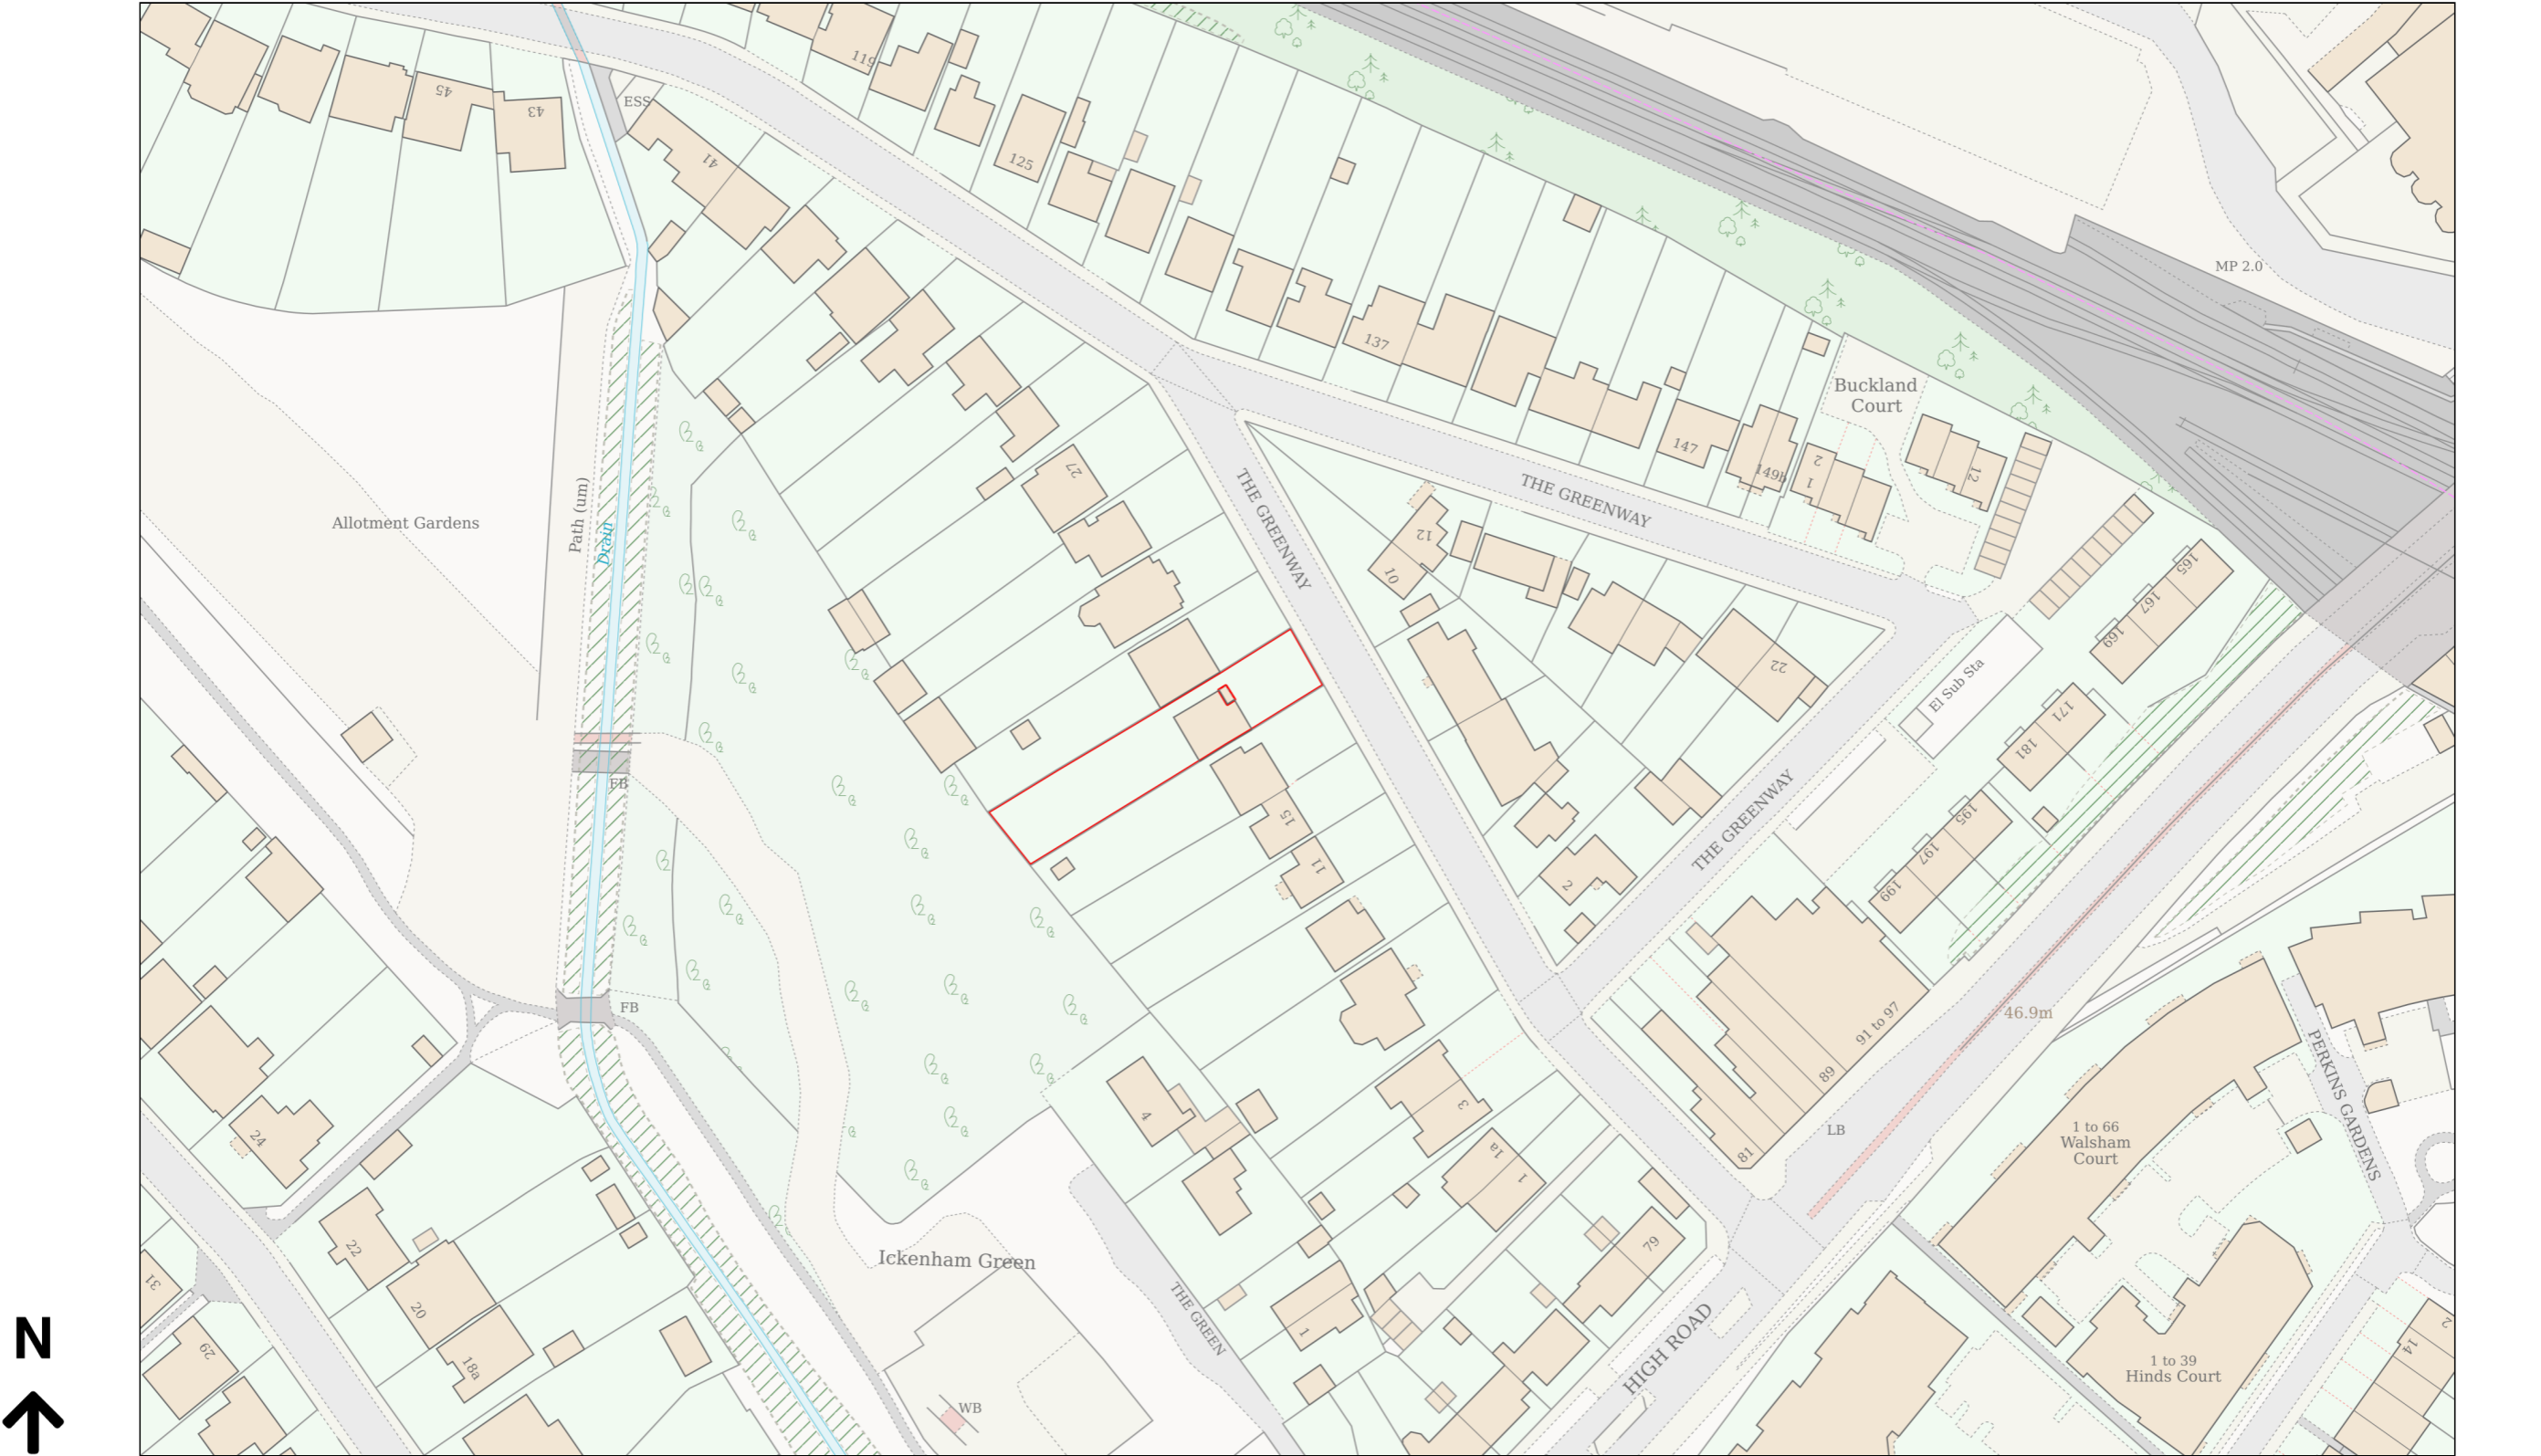 119
45
43
ESS
41
125
MP 2.0
137
Buckland
Court
147
149b
2
1
12
27
THE GREENWAY
THE GREENWAY
12
10
Allotment Gardens
Path (um)
Drain
165
167
169
22
El Sub Sta
171
181
FB
15
195
197
199
11
THE GREENWAY
2
FB
46.9m
91 to 97
89
81
PERKINS GARDENS
4
3
24
LB
1 to 66
Walsham
Court
1a
1
22
79
Ickenham Green
31
20
THE GREEN
1
HIGH ROAD
29
18a
1 to 39
Hinds Court
2
14
WB
N